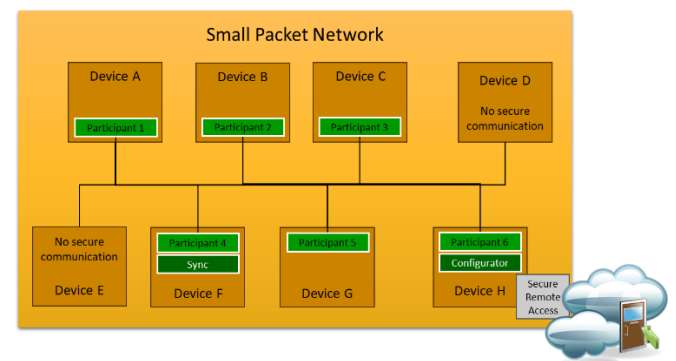 Small Packet Network
Device A
Participant 1
Device B
Participant 2
Device C
Participant 3
Device D
No secure
communication
No secure
communication
Device E
Participant 4
Sync
Device F
Participant 5
Device G
Participant 6
Configurator
Device H
Secure
Remote
Access